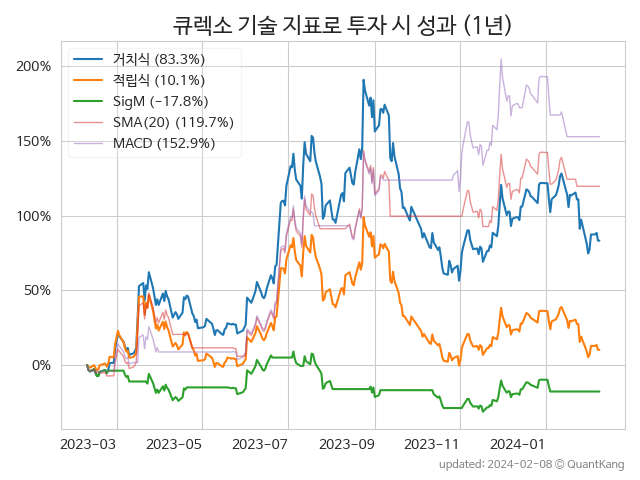 큐렉소 기술 지표로 투자 시 성과 (1년)
거치식 (83.3%)
적립식 (10.1%)
SigM (−17.8%)
SMA(20) (119.7%)
MACD (152.9%)
200%
150%
100%
50%
0%
2023-03 2023-05 2023-07 2023-09 2023-11 2024-01
updated: 2024-02-08 © QuantKang